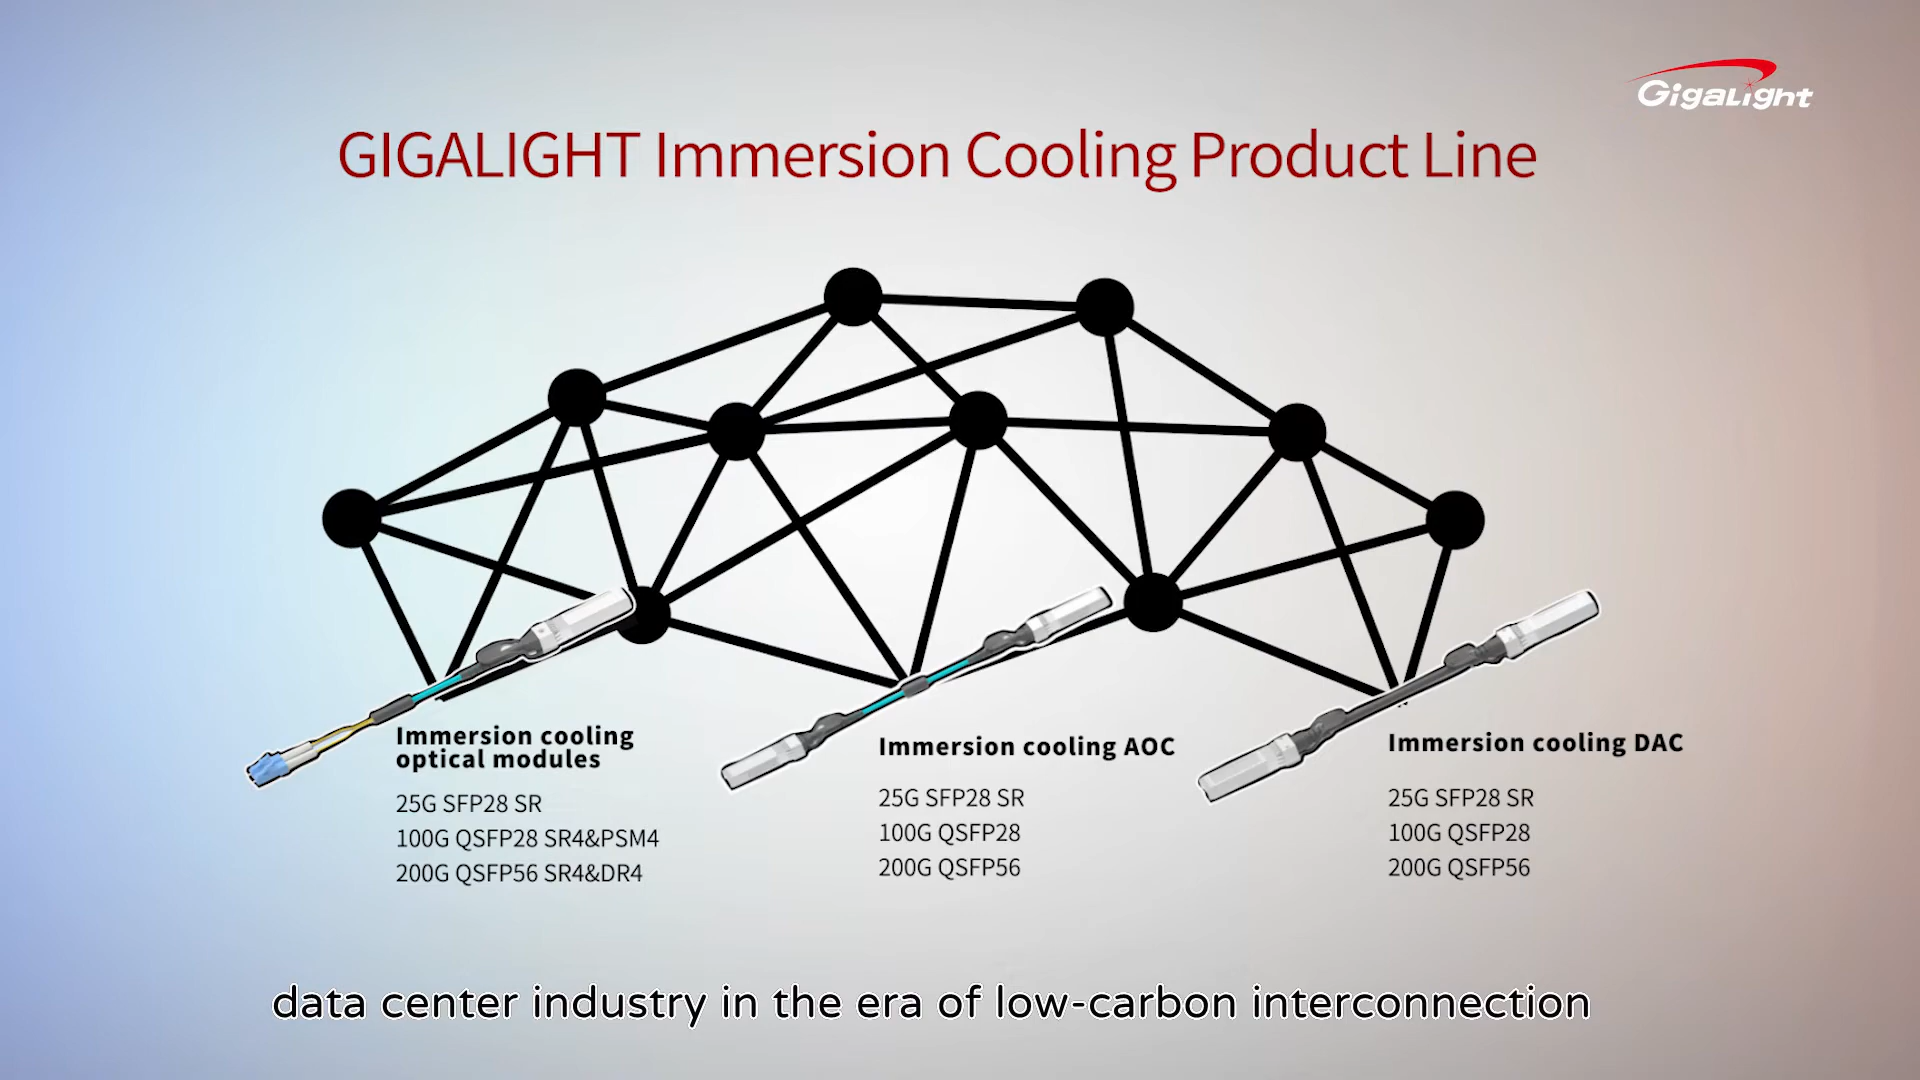 GigaLight
GIGALIGHT Immersion Cooling Product Line
Immersion cooling
optical modules
25G SFP28 SR
100G QSFP28 SR4&PSM4
200G QSFP56 SR4&DR4
Immersion cooling AOC
25G SFP28 SR
100G QSFP28
200G QSFP56
Immersion cooling DAC
25G SFP28 SR
100G QSFP28
200G QSFP56
data center industry in the era of low-carbon interconnection